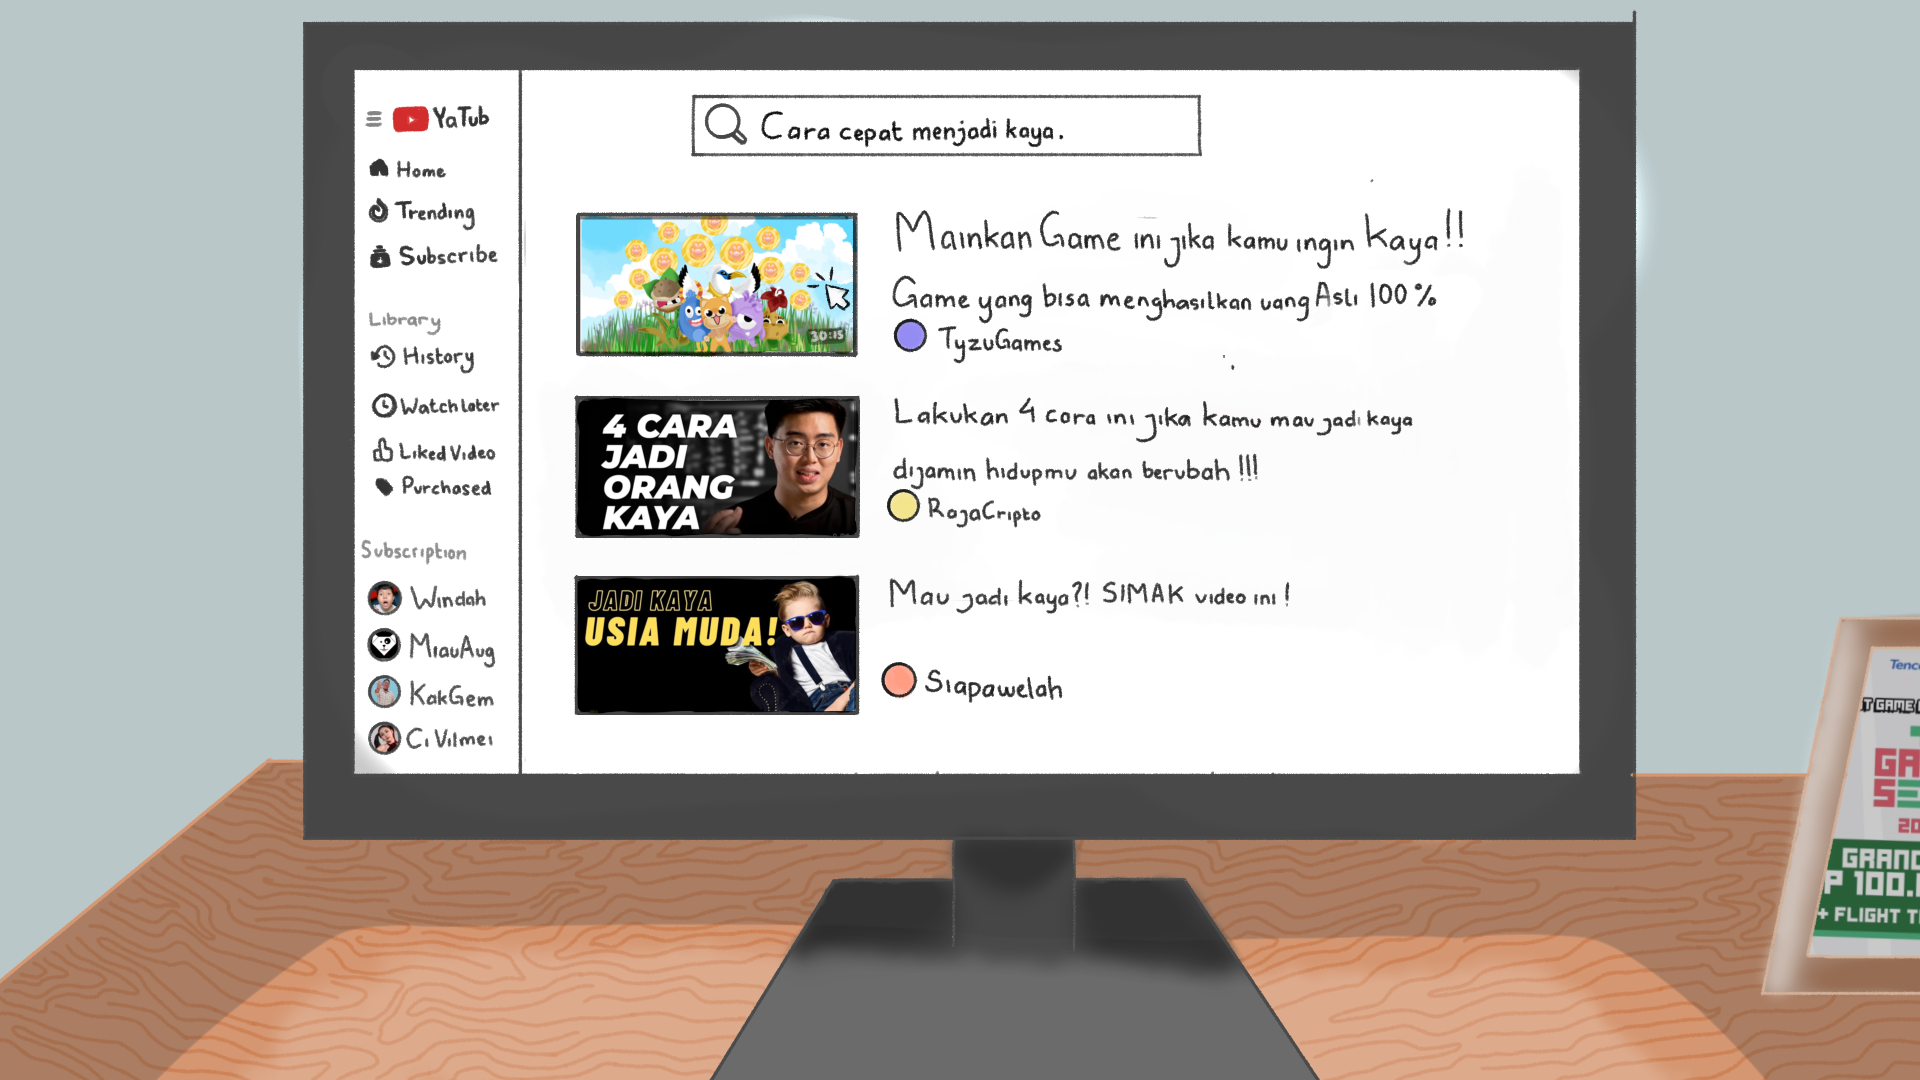 YaTub
Home
Trending
Subscribe
Library
History
Watch later
Liked Video
Purchased
Subscription
Windah
MiauAug
KakGem
Ci Vilmei
Cara cepat menjadi kaya.
30:15
Mainkan Game ini jika kamu ingin Kaya!!
Game yang bisa menghasilkan uang Asli 100%
TyzuGames
4 CARA
JADI
ORANG
KAYA
Lakukan 4 cara ini jika kamu mau jadi kaya
dijamin hidupmu akan berubah !!!
RajaCripto
JADI KAYA
USIA MUDA!
Mau jadi kaya?! SIMAK video ini!
Siapawelah
Tenc
T GAME
GA
SE
20
GRAND
P 100.
+ FLIGHT T